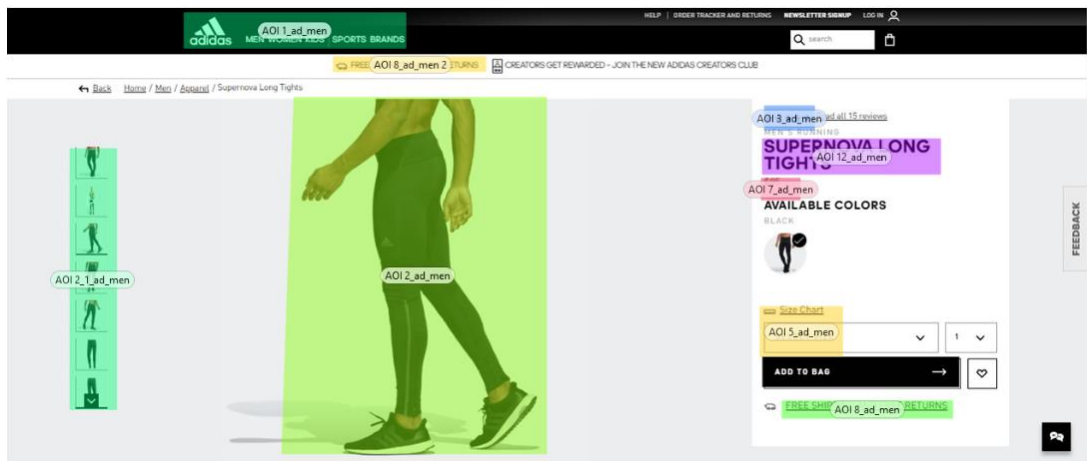 HELP | ORDER TRACKER AND RETURNS NEWSLETTER SIGNUP LOG IN
adidas MEN WOMEN KIDS SPORTS BRANDS
AOI 1_ad_men
search
FREE RETURNS
AOI 8_ad_men 2
CREATORS GET REWARDED - JOIN THE NEW ADIDAS CREATORS CLUB
Back Home / Men / Apparel / Supernova Long Tights
AOI 3_ad_men
ad all 15 reviews
MEN'S RUNNING
SUPERNOVA LONG
TIGHTS
AOI 12_ad_men
AOI 7_ad_men
AVAILABLE COLORS
BLACK
FEEDBACK
AOI 2_1_ad_men
AOI 2_ad_men
Size Chart
AOI 5_ad_men
1
ADD TO BAG
FREE SHIP RETURNS
AOI 8_ad_men